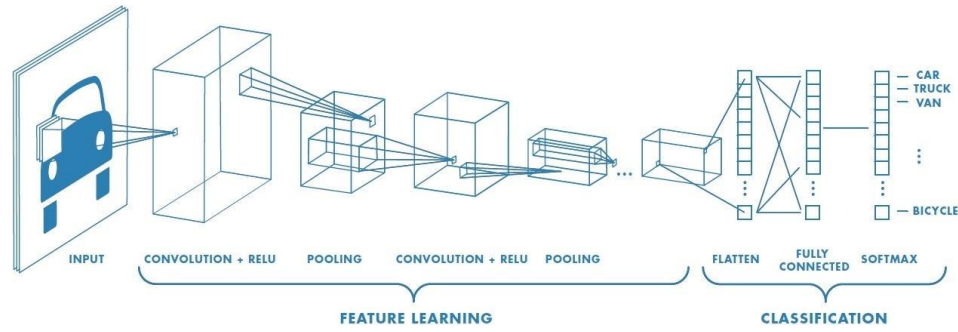 CAR
TRUCK
VAN
BICYCLE
INPUT
CONVOLUTION + RELU
POOLING
CONVOLUTION + RELU
POOLING
FLATTEN
FULLY
CONNECTED
SOFTMAX
FEATURE LEARNING
CLASSIFICATION